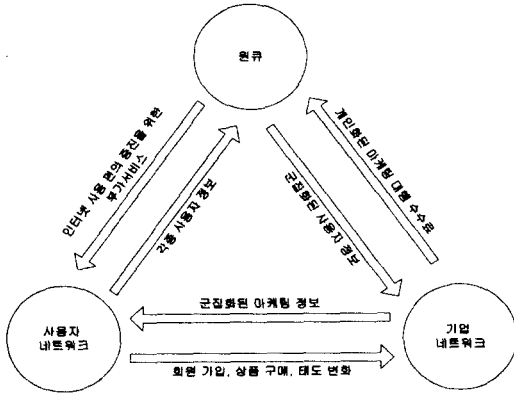 원큐
인터넷 사용 편의 증진을 위한
부가서비스
각종 사용자 정보
군집화된 사용자 정보
개인화된 마케팅 대행 수수료
사용자
네트워크
군집화된 마케팅 정보
회원 가입, 상품 구매, 태도 변화
기업
네트워크